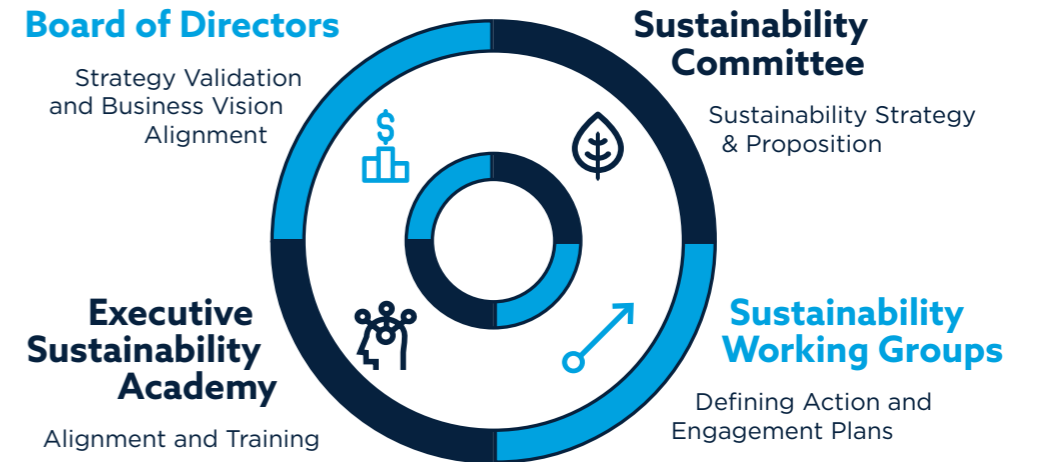 Board of Directors
Strategy Validation
and Business Vision
Alignment
Sustainability
Committee
Sustainability Strategy
& Proposition
$
Executive
Sustainability
Academy
Alignment and Training
Sustainability
Working Groups
Defining Action and
Engagement Plans